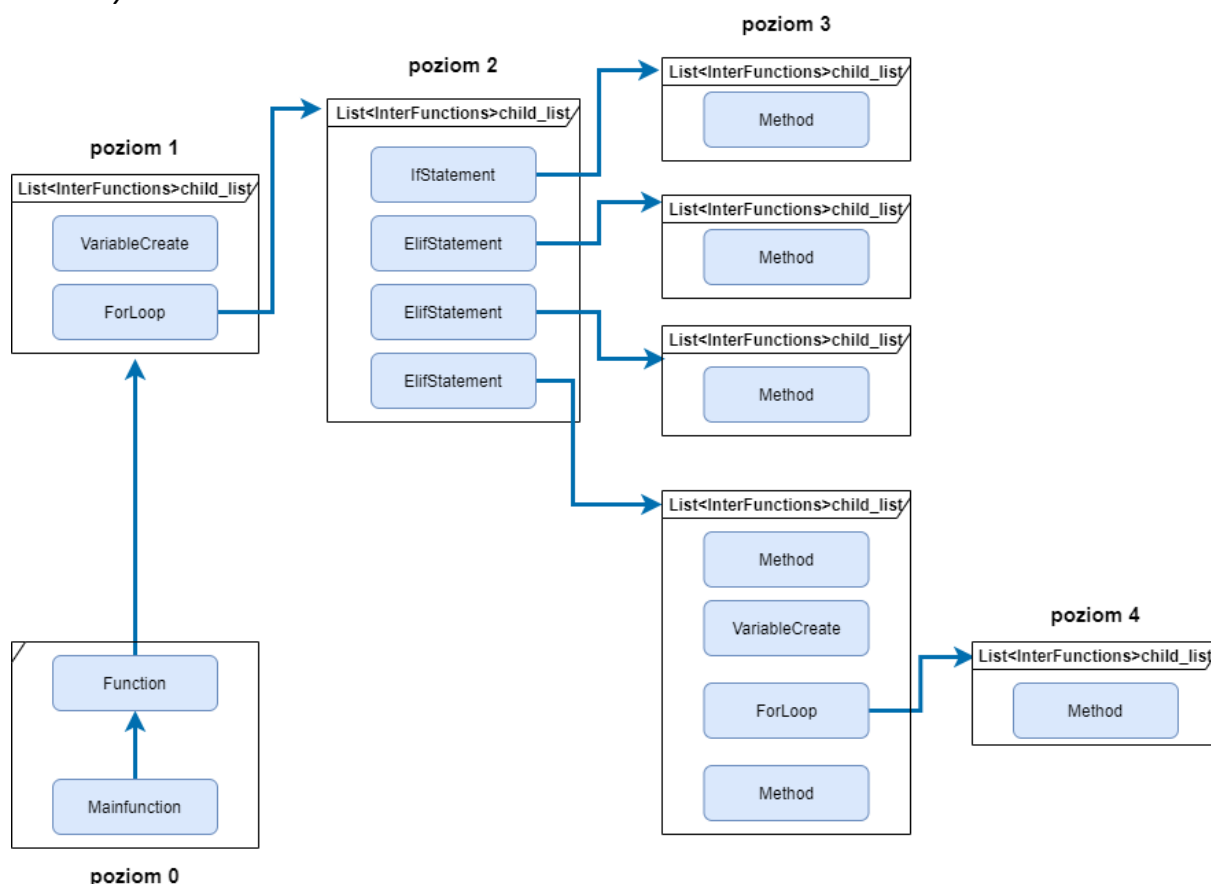 poziom 3
poziom 2
List<InterFunctions>child_list
Method
List<InterFunctions>child_list
poziom 1
IfStatement
List<InterFunctions>child_list
List<InterFunctions>child_list
VariableCreate
ElifStatement
Method
ForLoop
ElifStatement
List<InterFunctions>child_list
ElifStatement
Method
List<InterFunctions>child_list
Method
VariableCreate
poziom 4
Function
List<InterFunctions>child_list
ForLoop
Method
Mainfunction
Method
poziom 0